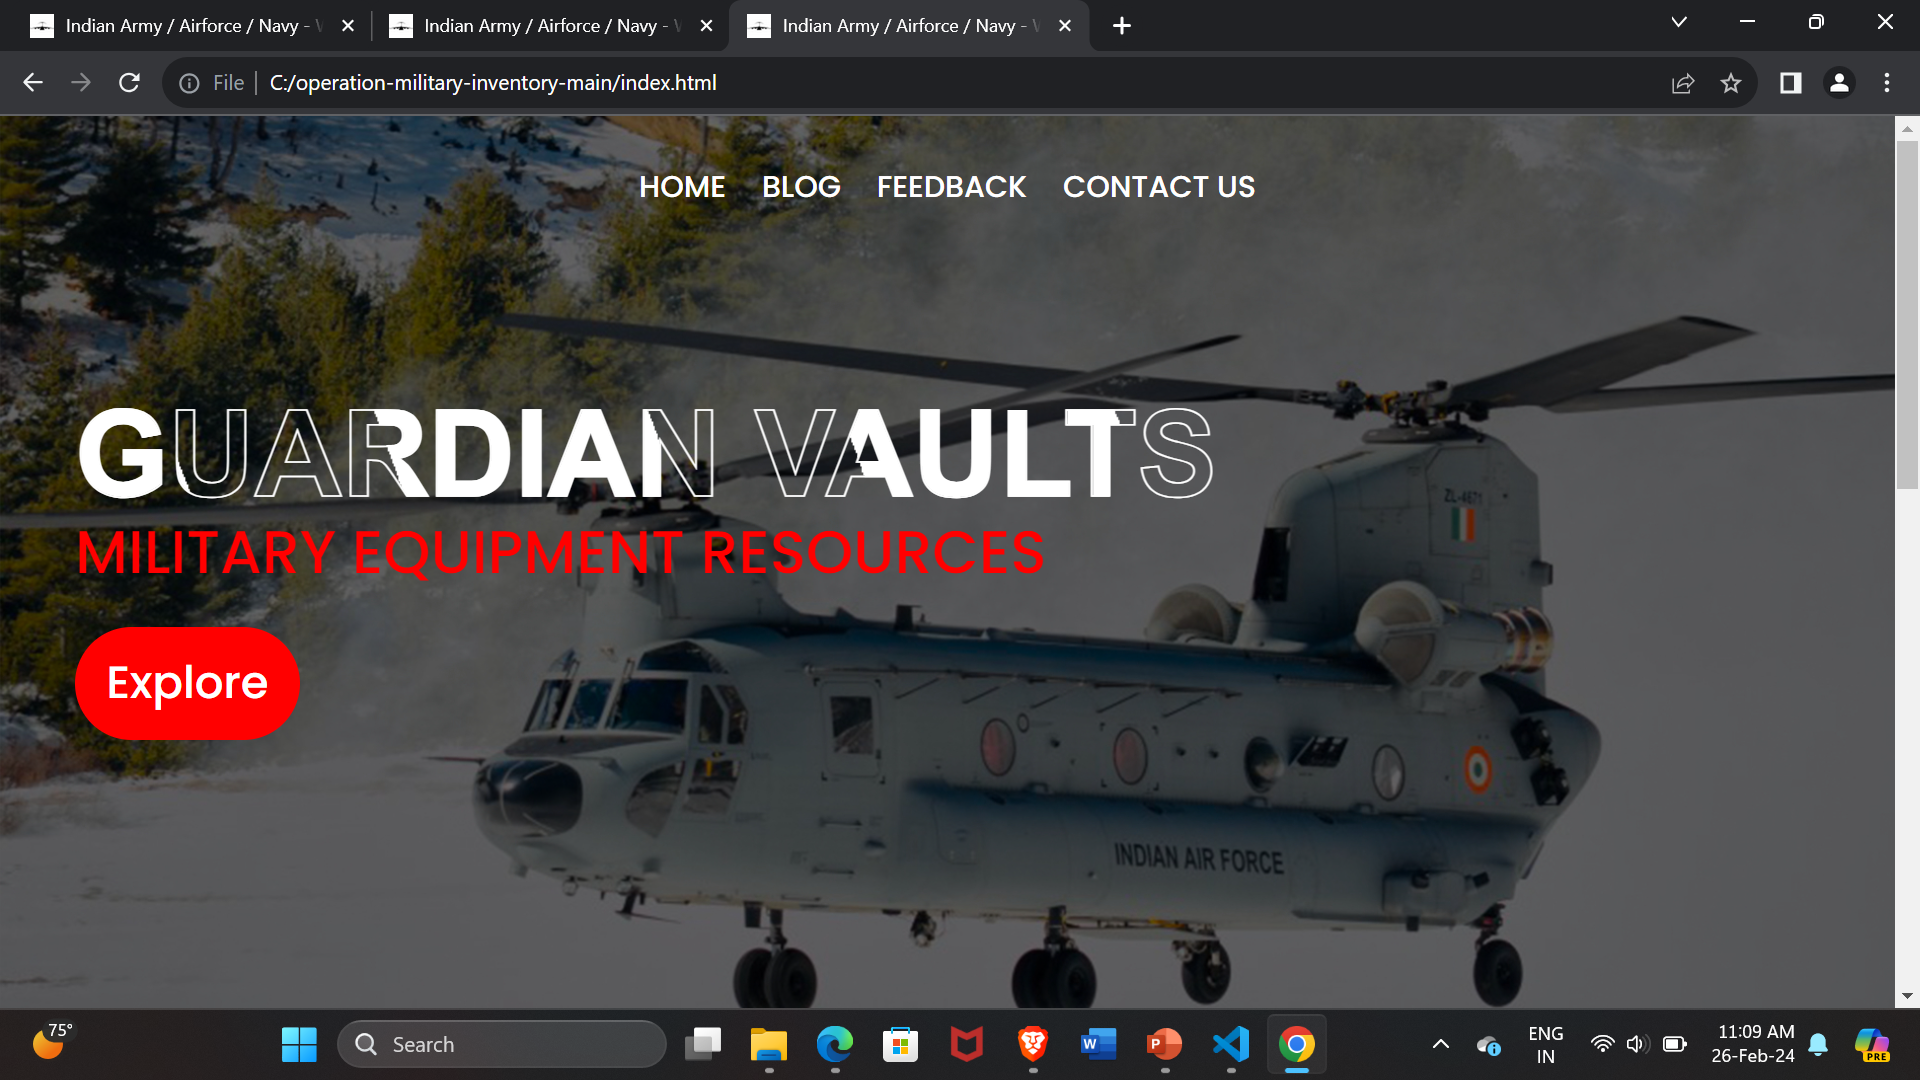 Indian Army / Airforce / Navy -
Indian Army / Airforce / Navy -
Indian Army / Airforce / Navy -
File
C:/operation-military-inventory-main/index.html
HOME BLOG FEEDBACK CONTACT US
GUARDIAN VAULTS
MILITARY EQUIPMENT RESOURCES
Explore
INDIAN AIR FORCE
75°
Search
W
P
PRE
ENG
IN
11:09 AM
26-Feb-24